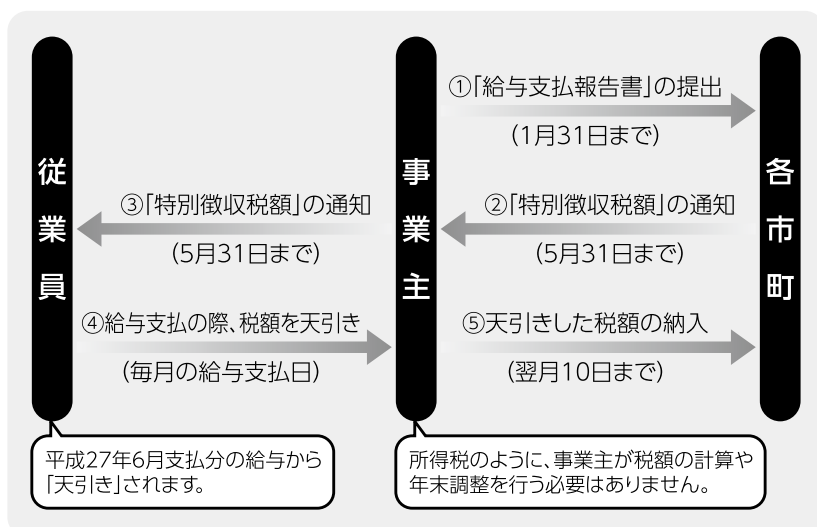 従業員
事業主
各市町
①｢給与支払報告書｣の提出
(1月31日まで)
②｢特別徴収税額｣の通知
(5月31日まで)
③｢特別徴収税額｣の通知
(5月31日まで)
④給与支払の際、税額を天引き
(毎月の給与支払日)
⑤天引きした税額の納入
(翌月10日まで)
平成27年6月支払分の給与から
｢天引き｣されます。
所得税のように、事業主が税額の計算や
年末調整を行う必要はありません。